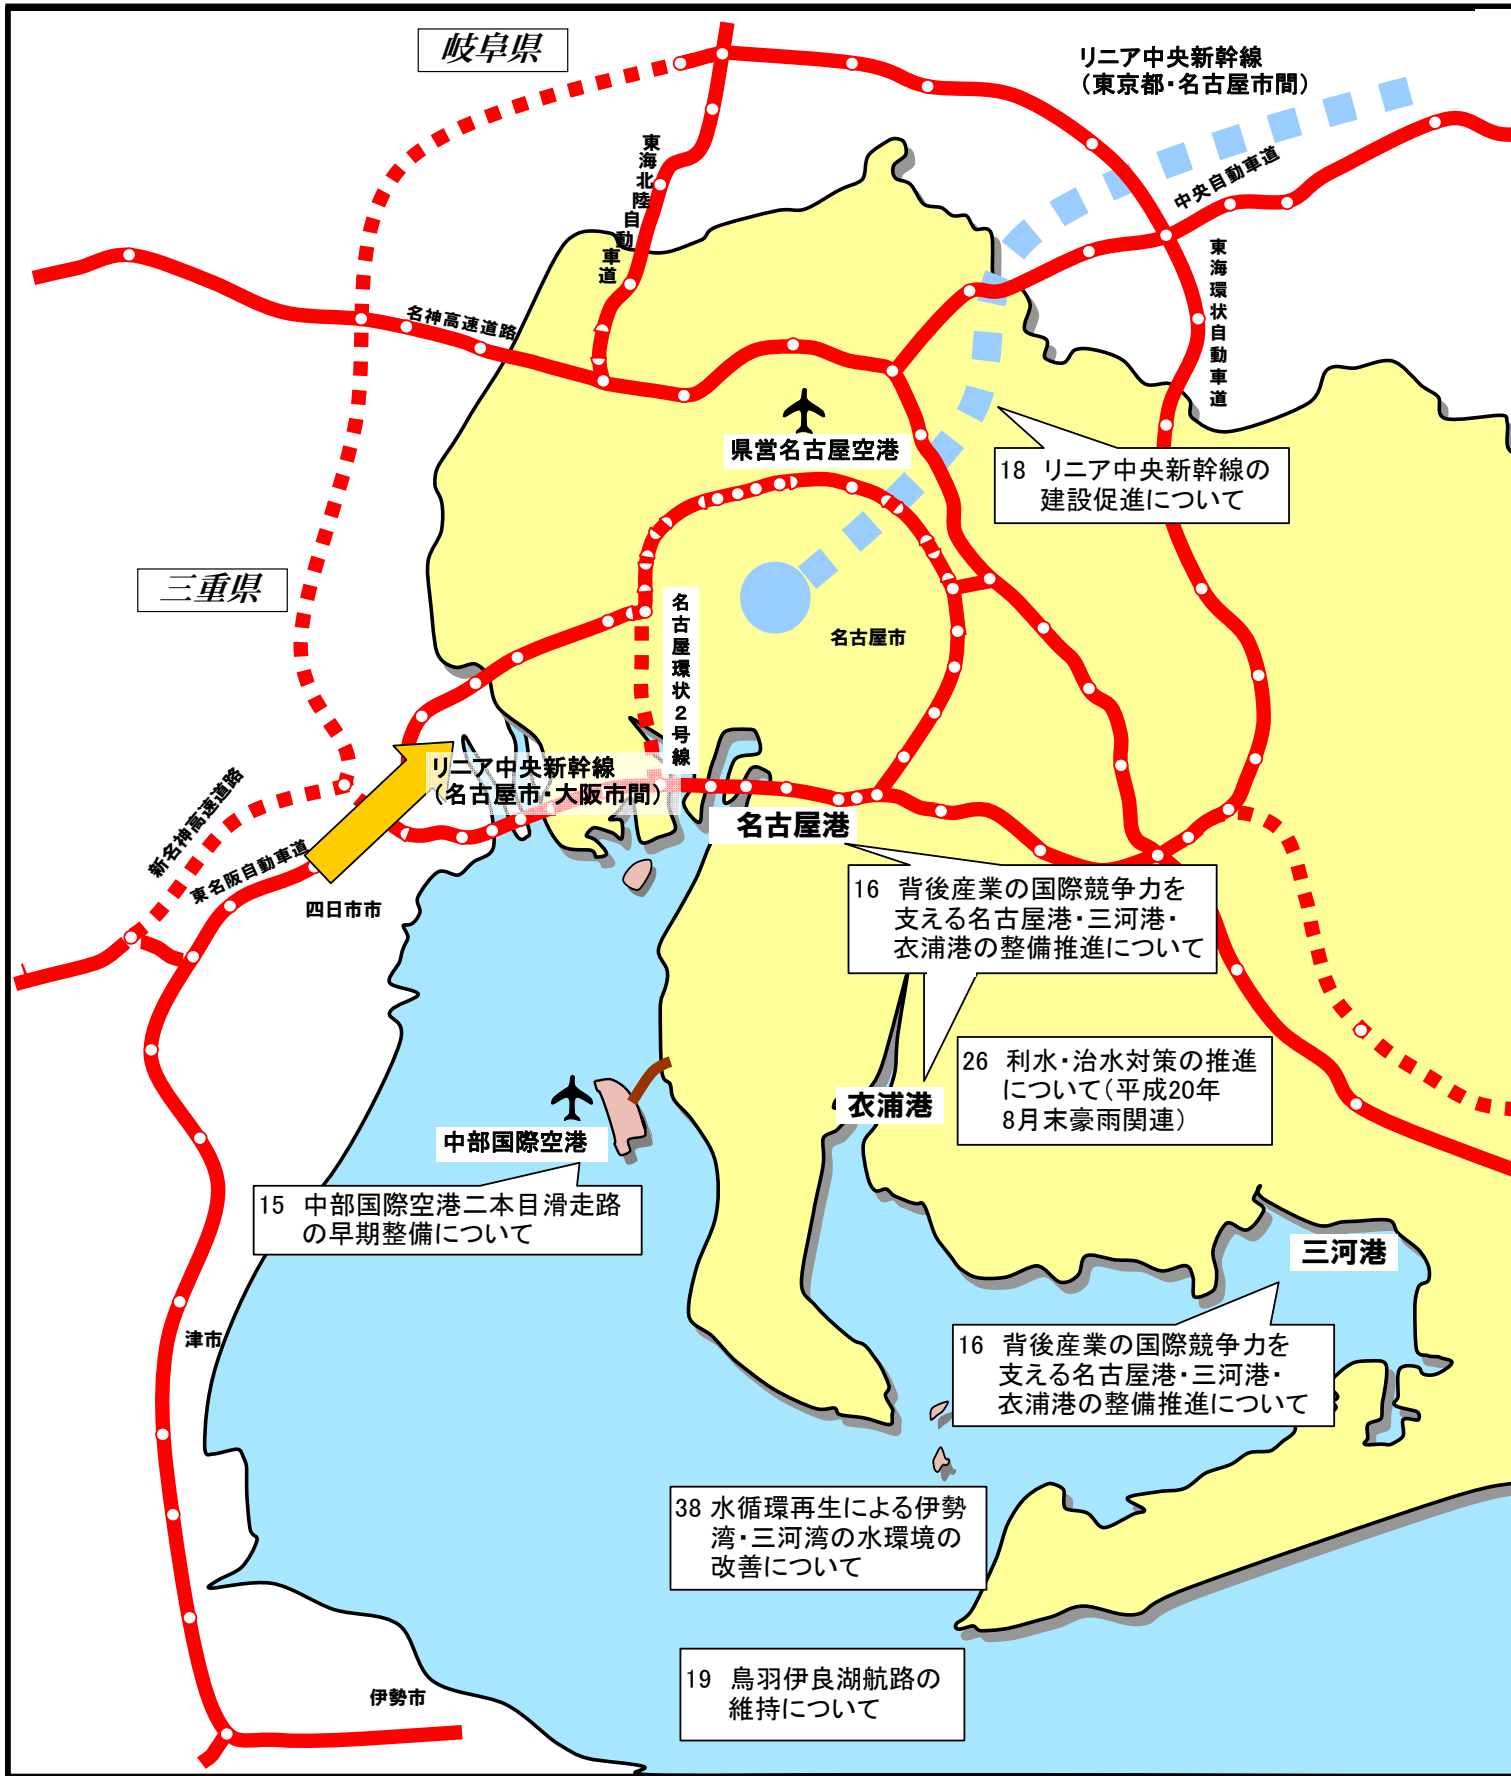 岐阜県
リニア中央新幹線
（東京都・名古屋市間）
東海北陸自動車道
中央自動車道
東海環状自動車道
名神高速道路
県営名古屋空港
18 リニア中央新幹線の
建設促進について
三重県
名古屋環状2号線
名古屋市
リニア中央新幹線
（名古屋市・大阪市間）
新名神高速道路
東名阪自動車道
四日市市
名古屋港
16 背後産業の国際競争力を
支える名古屋港・三河港・
衣浦港の整備推進について
26 利水・治水対策の推進
について（平成20年
8月末豪雨関連）
衣浦港
中部国際空港
15 中部国際空港二本目滑走路
の早期整備について
三河港
津市
16 背後産業の国際競争力を
支える名古屋港・三河港・
衣浦港の整備推進について
38 水循環再生による伊勢
湾・三河湾の水環境の
改善について
19 鳥羽伊良湖航路の
維持について
伊勢市